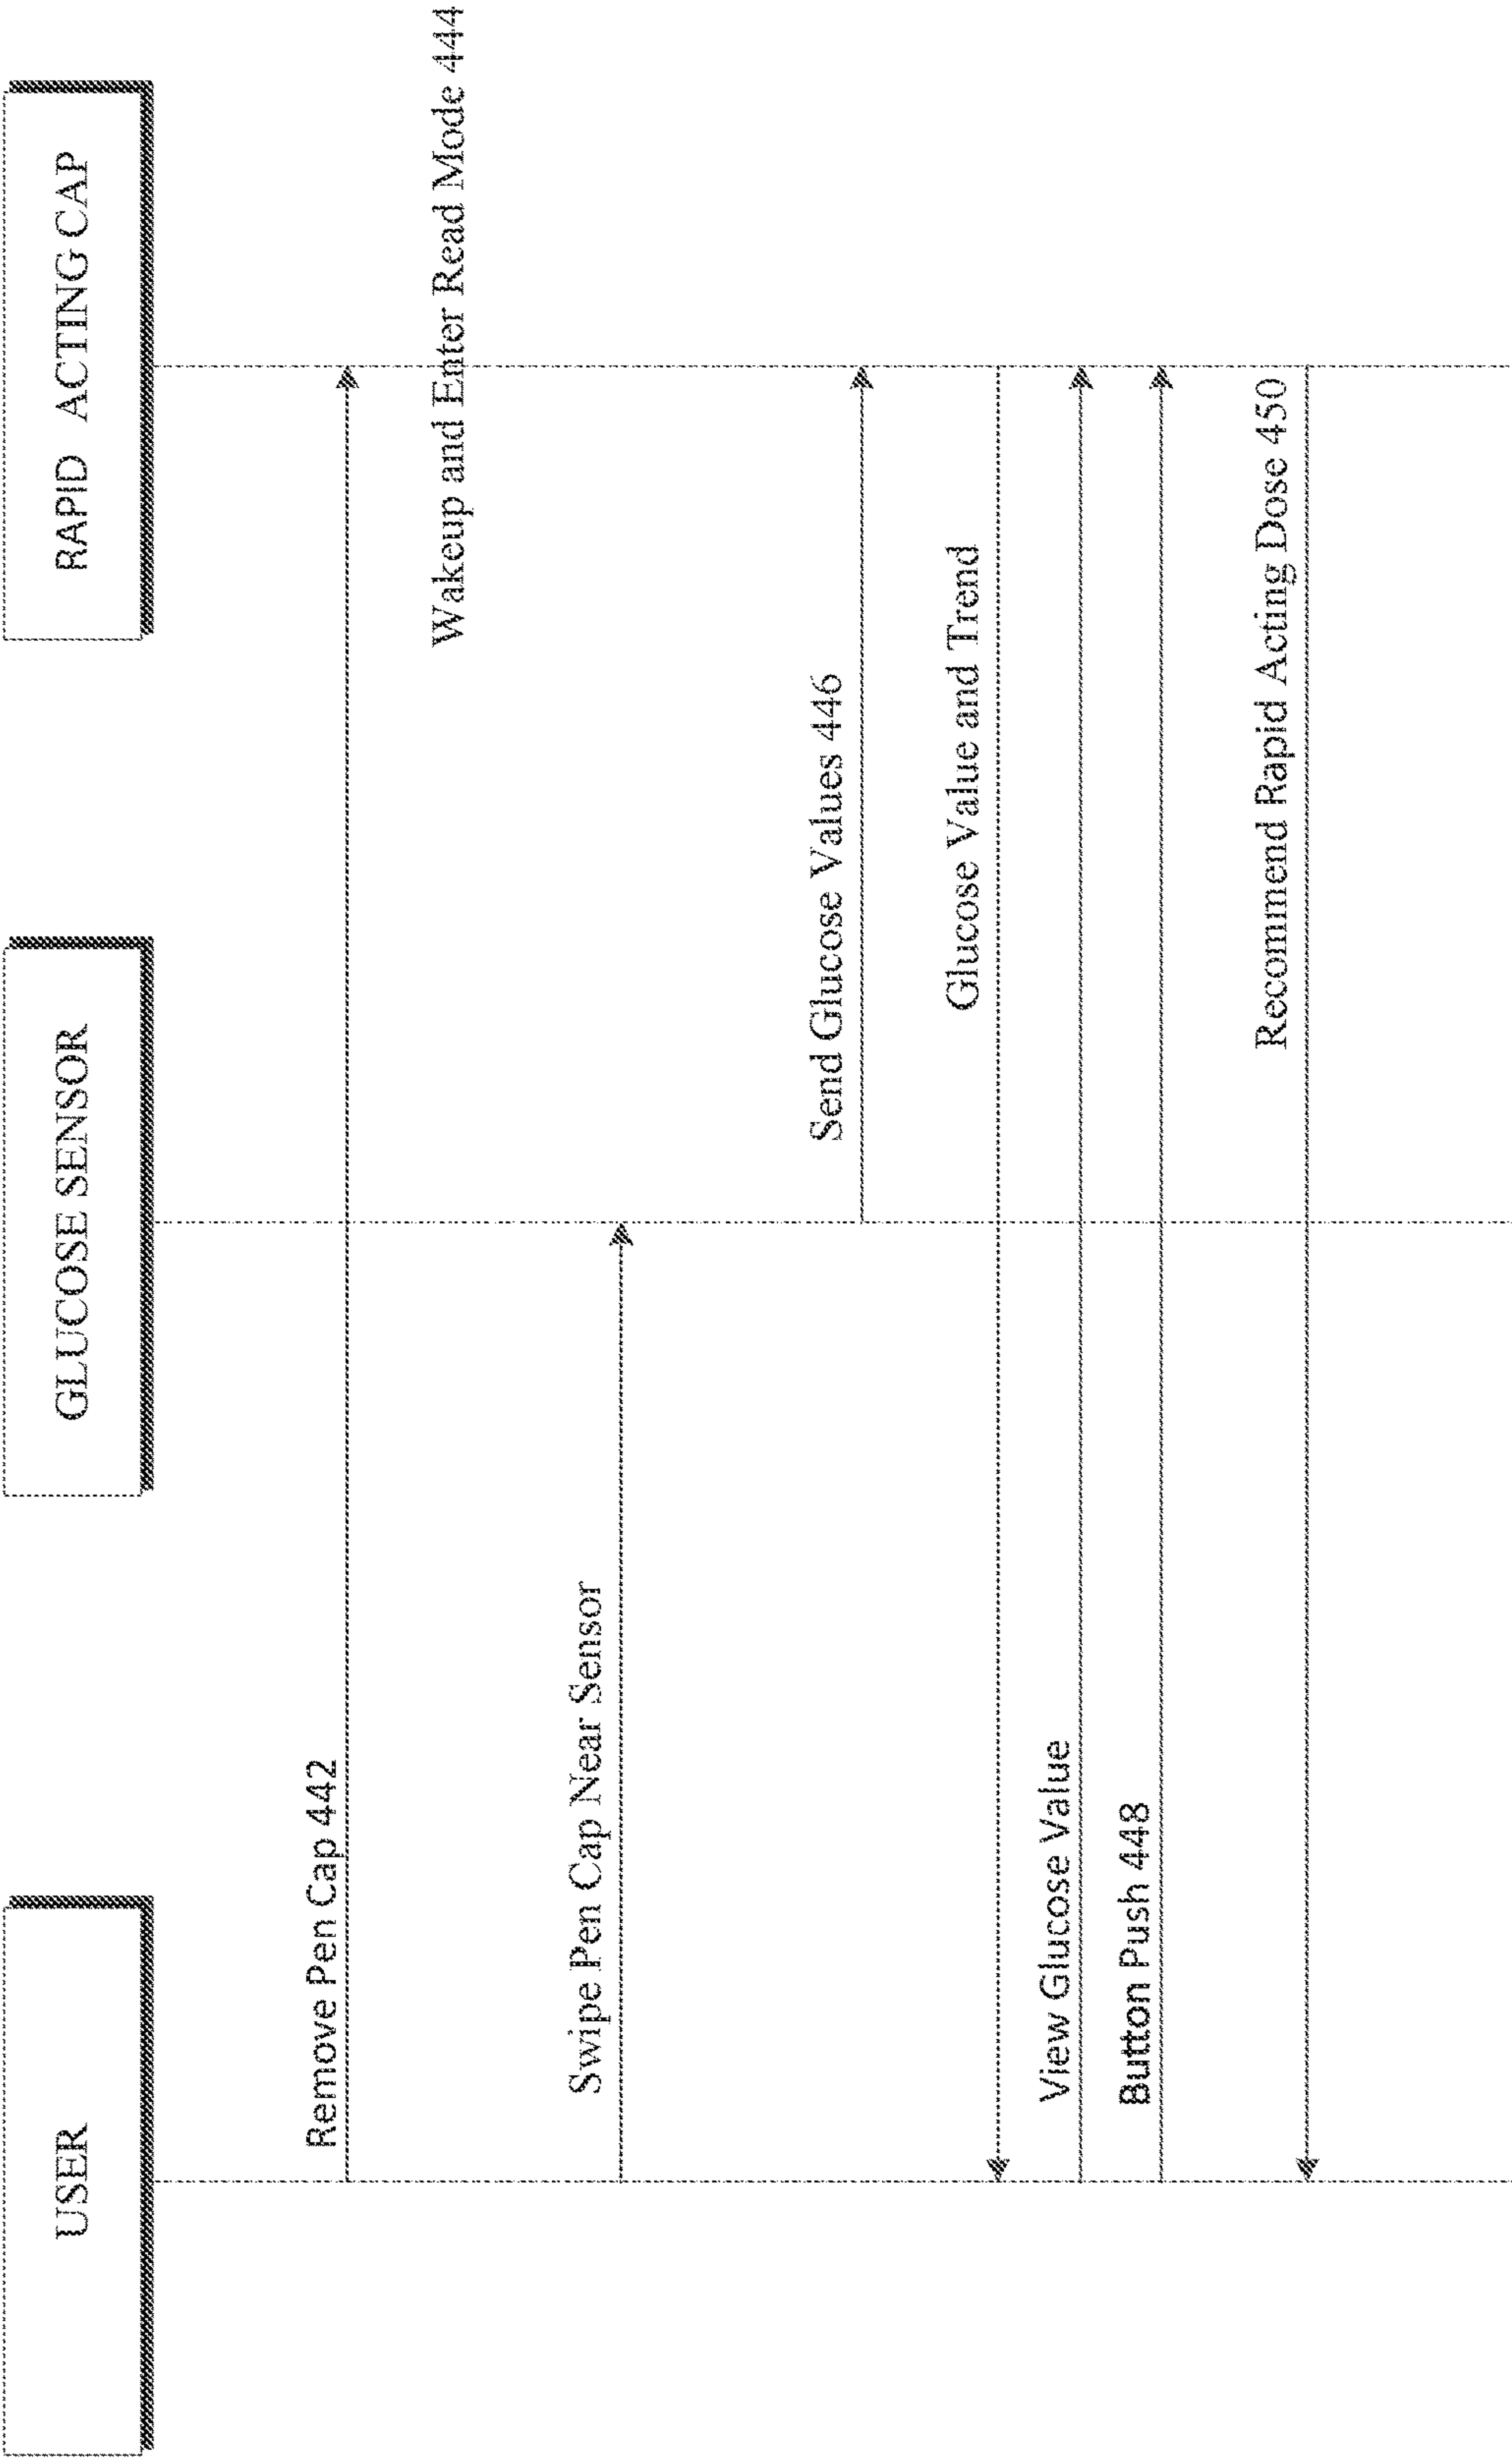 USER
GLUCOSE SENSOR
RAPID ACTING CAP
Remove Pen Cap 442
Wakeup and Enter Read Mode 444
Swipe Pen Cap Near Sensor
Send Glucose Values 446
Glucose Value and Trend
View Glucose Value
Button Push 448
Recommend Rapid Acting Dose 450